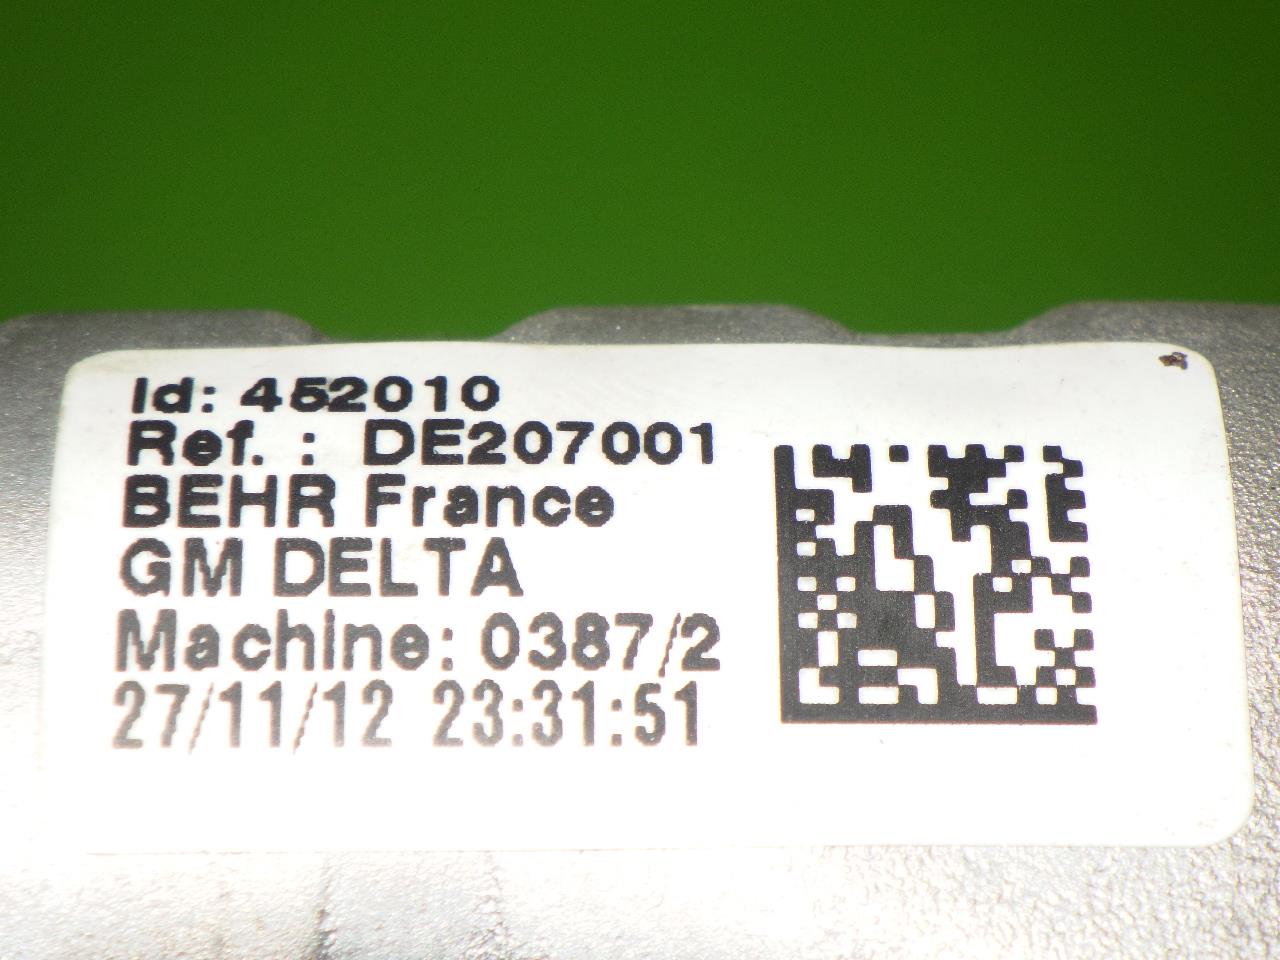 Id: 452010
Ref. : DE207001
BEHR France
GM DELTA
Machine: 0387/2
27/11/12 23:31:51